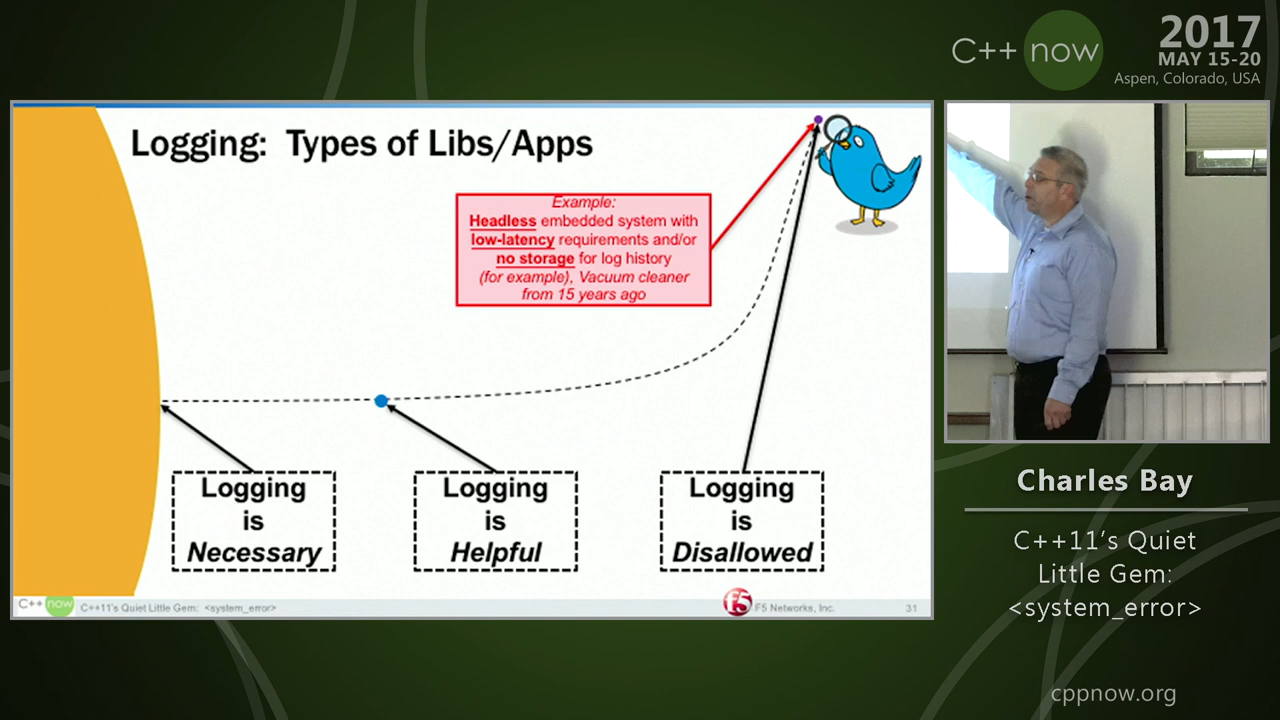 C++ now
2017
MAY 15-20
Aspen, Colorado, USA
Logging: Types of Libs/Apps
Example:
Headless embedded system with
low-latency requirements and/or
no storage for log history
(for example), Vacuum cleaner
from 15 years ago
Logging
is
Necessary
Logging
is
Helpful
Logging
is
Disallowed
C++ now
C++11's Quiet Little Gem: <system_error>
f5
F5 Networks, Inc.
31
Charles Bay
C++11's Quiet
Little Gem:
<system_error>
cppnow.org